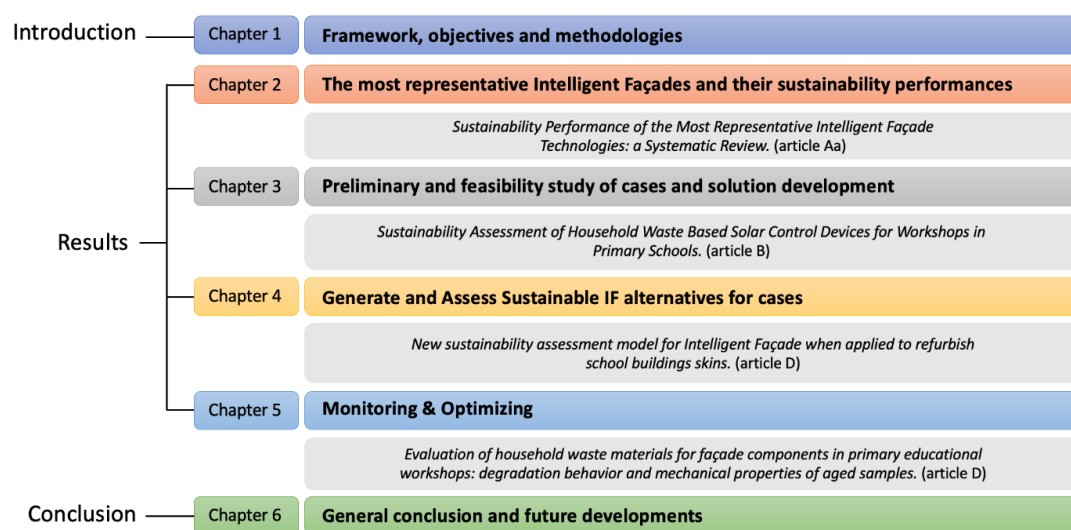 Introduction
Chapter 1
Framework, objectives and methodologies
Chapter 2
The most representative Intelligent Façades and their sustainability performances
Sustainability Performance of the Most Representative Intelligent Façade
Technologies: a Systematic Review. (article Aa)
Chapter 3
Preliminary and feasibility study of cases and solution development
Results
Sustainability Assessment of Household Waste Based Solar Control Devices for Workshops in
Primary Schools. (article B)
Chapter 4
Generate and Assess Sustainable IF alternatives for cases
New sustainability assessment model for Intelligent Façade when applied to refurbish
school buildings skins. (article D)
Chapter 5
Monitoring & Optimizing
Evaluation of household waste materials for façade components in primary educational
workshops: degradation behavior and mechanical properties of aged samples. (article D)
Conclusion
Chapter 6
General conclusion and future developments